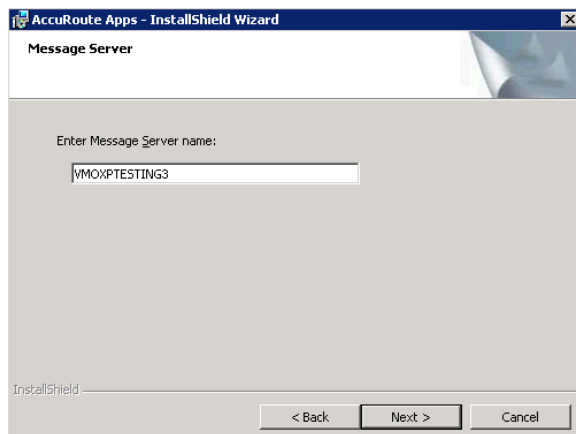 AccuRoute Apps - InstallShield Wizard
Message Server
Enter Message Server name:
VMOXPTESTING3
InstallShield
< Back Next > Cancel